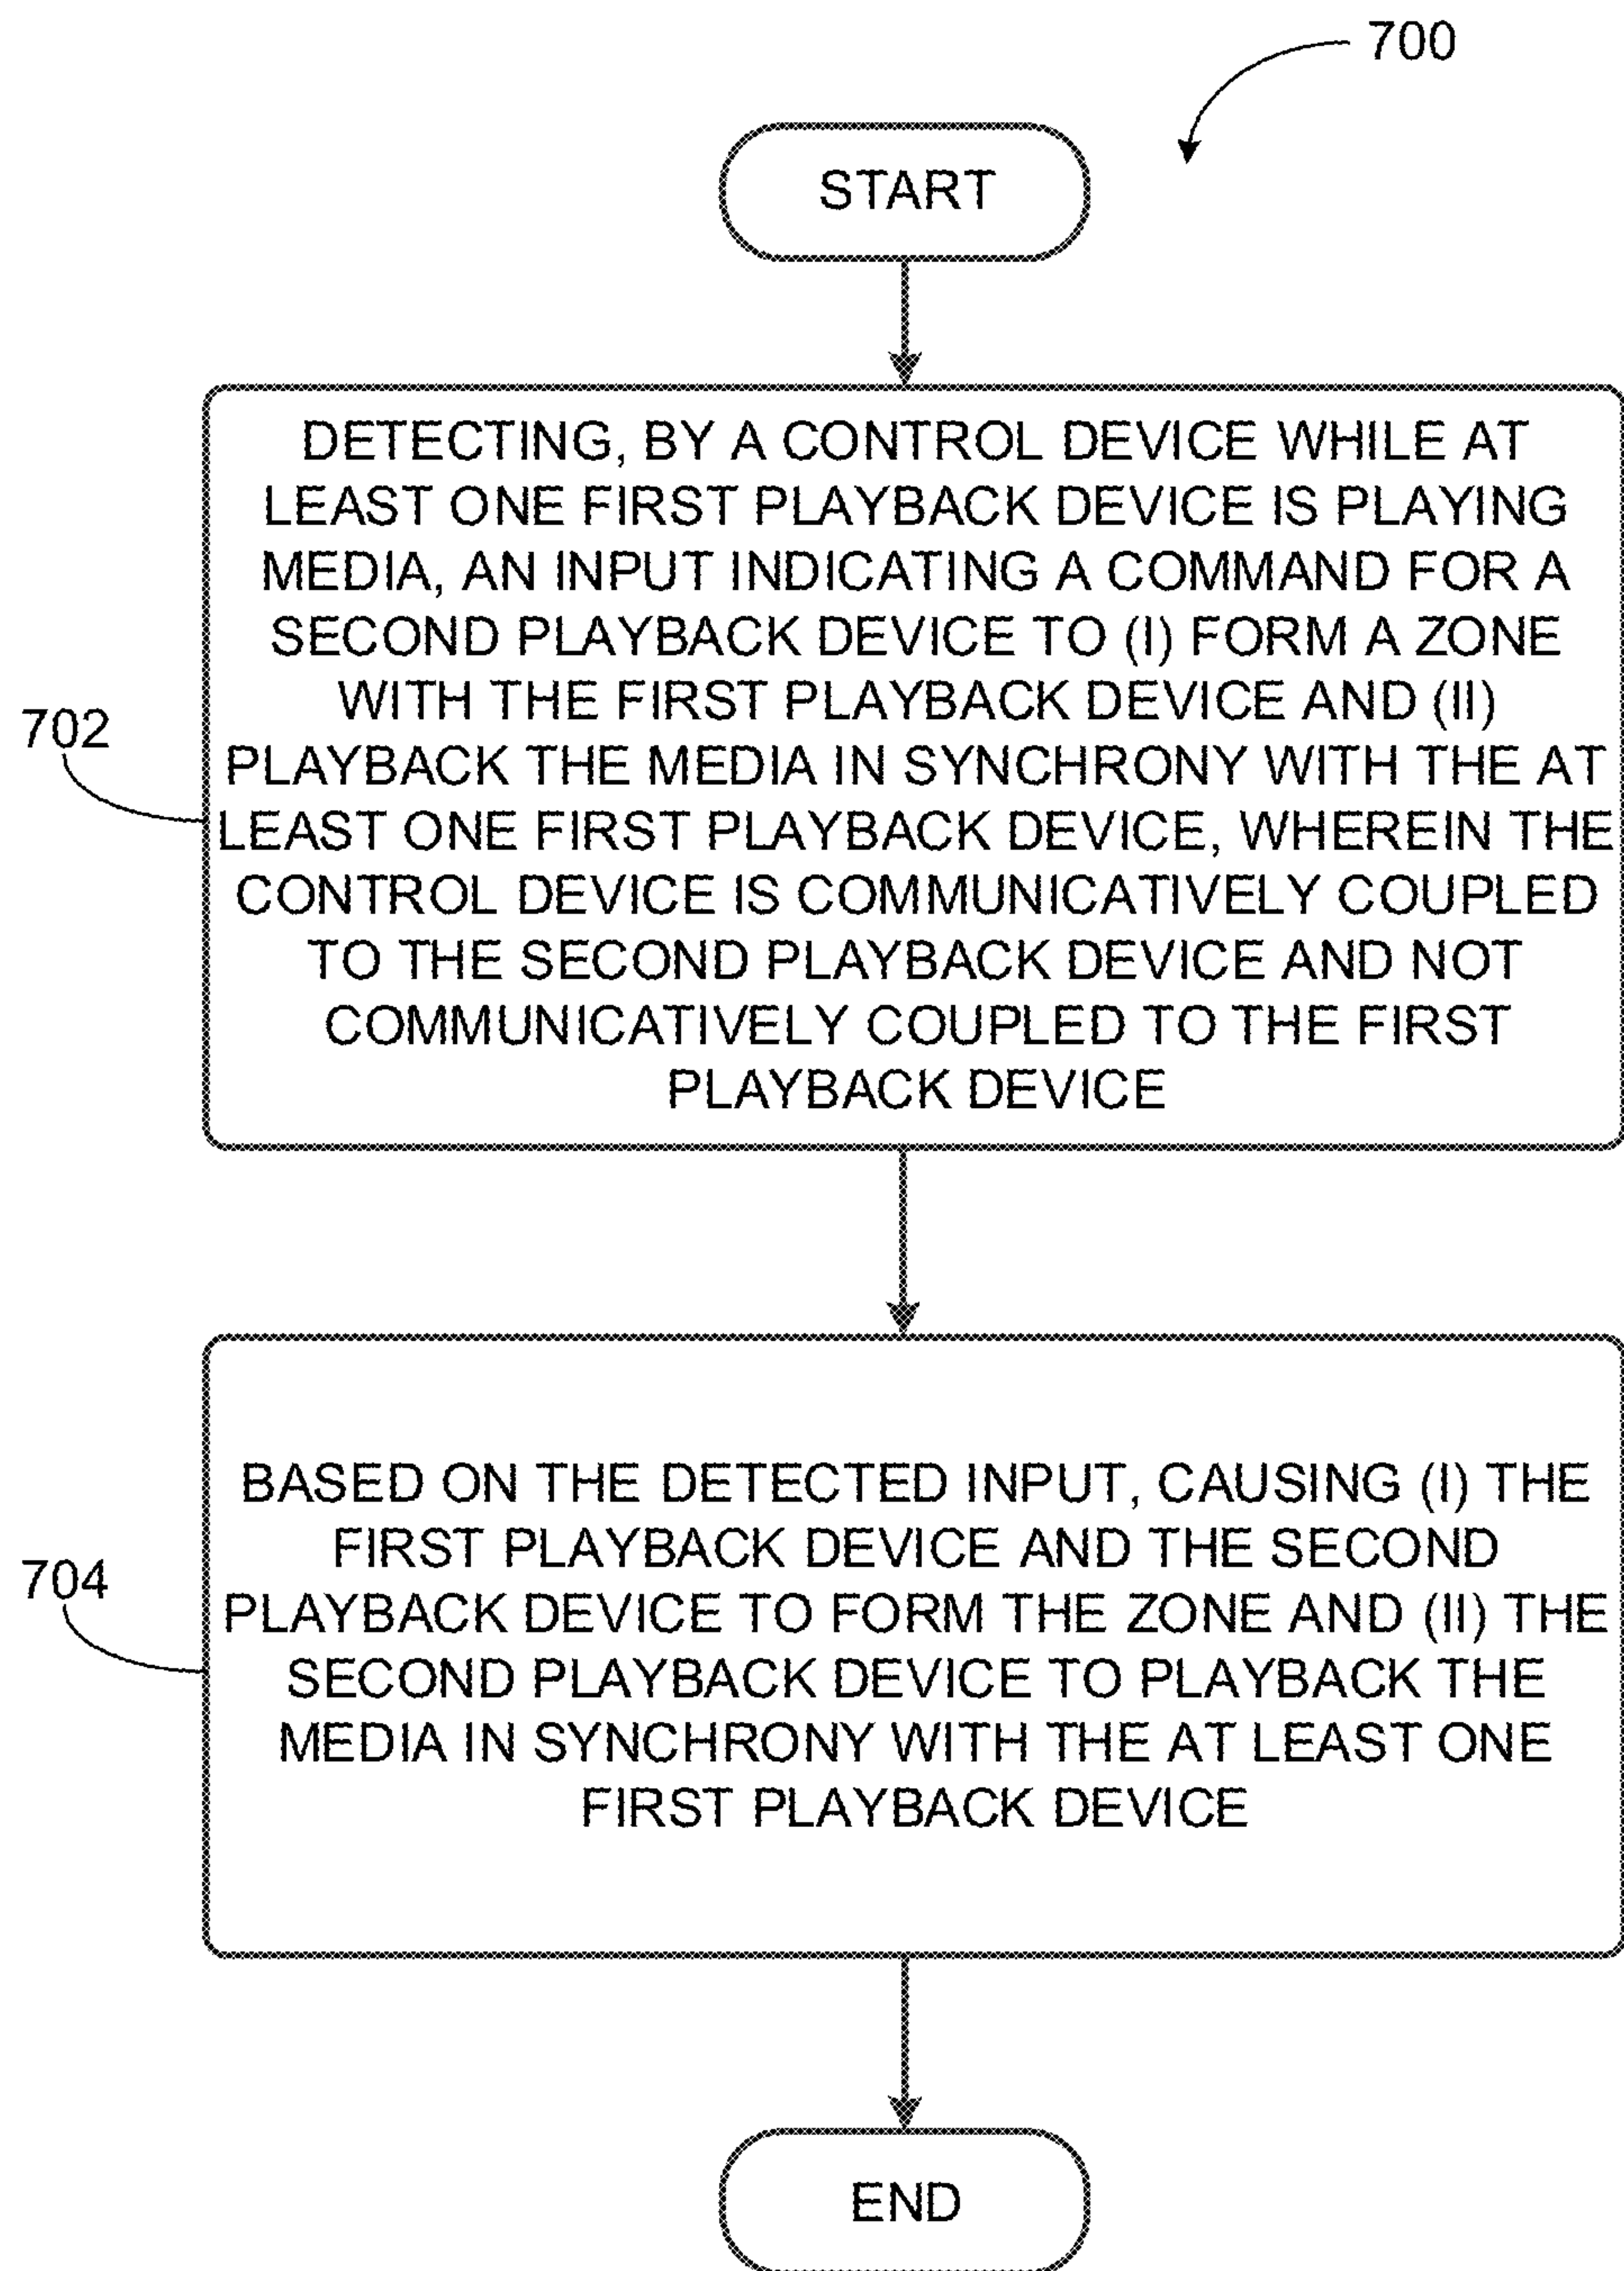 700
START
DETECTING, BY A CONTROL DEVICE WHILE AT
LEAST ONE FIRST PLAYBACK DEVICE IS PLAYING
MEDIA, AN INPUT INDICATING A COMMAND FOR A
SECOND PLAYBACK DEVICE TO (I) FORM A ZONE
WITH THE FIRST PLAYBACK DEVICE AND (II)
PLAYBACK THE MEDIA IN SYNCHRONY WITH THE AT
LEAST ONE FIRST PLAYBACK DEVICE, WHEREIN THE
CONTROL DEVICE IS COMMUNICATIVELY COUPLED
TO THE SECOND PLAYBACK DEVICE AND NOT
COMMUNICATIVELY COUPLED TO THE FIRST
PLAYBACK DEVICE
702
BASED ON THE DETECTED INPUT, CAUSING (I) THE
FIRST PLAYBACK DEVICE AND THE SECOND
PLAYBACK DEVICE TO FORM THE ZONE AND (II) THE
SECOND PLAYBACK DEVICE TO PLAYBACK THE
MEDIA IN SYNCHRONY WITH THE AT LEAST ONE
FIRST PLAYBACK DEVICE
704
END